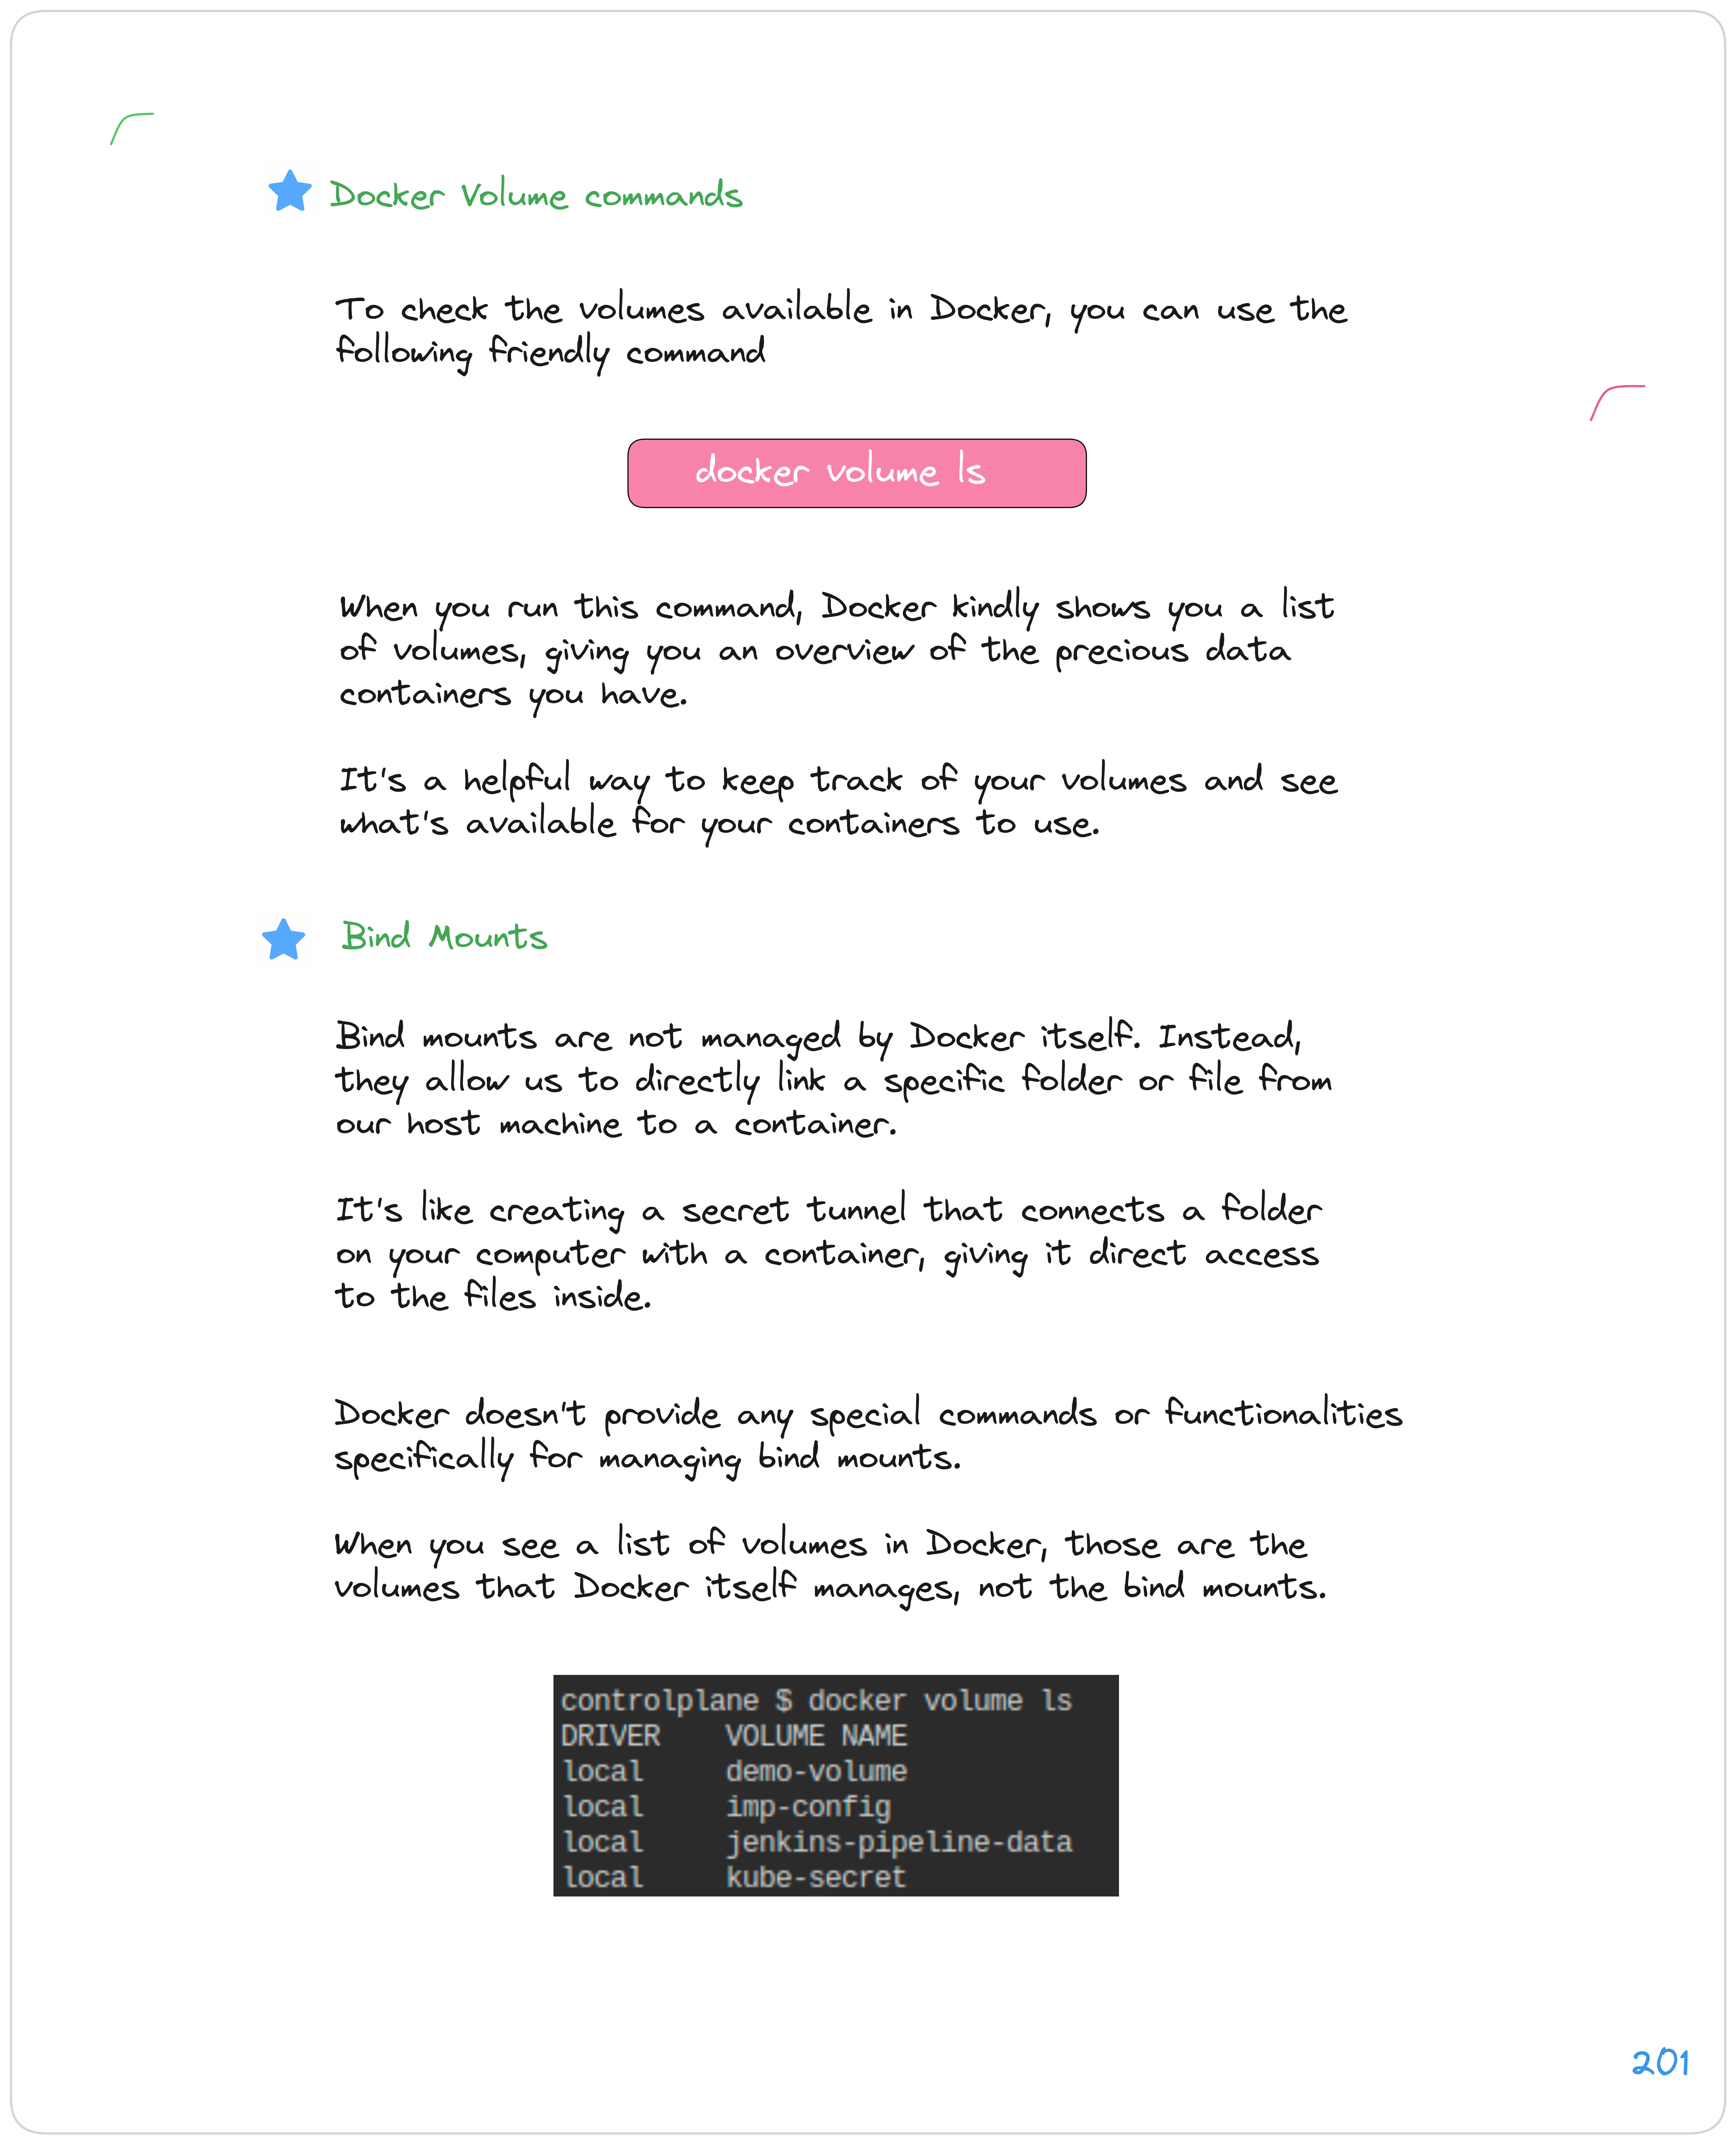 Docker Volume commands
To check the volumes available in Docker, you can use the
following friendly command
docker volume ls
When you run this command, Docker kindly shows you a list
of volumes, giving you an overview of the precious data
containers you have.
It's a helpful way to keep track of your volumes and see
what's available for your containers to use.
Bind Mounts
Bind mounts are not managed by Docker itself. Instead,
they allow us to directly link a specific folder or file from
our host machine to a container.
It's like creating a secret tunnel that connects a folder
on your computer with a container, giving it direct access
to the files inside.
Docker doesn't provide any special commands or functionalities
specifically for managing bind mounts.
When you see a list of volumes in Docker, those are the
volumes that Docker itself manages, not the bind mounts.
controlplane $ docker volume ls
DRIVER    VOLUME NAME
local     demo-volume
local     imp-config
local     jenkins-pipeline-data
local     kube-secret
201